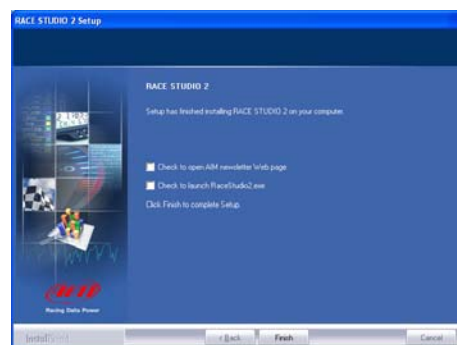 RACE STUDIO 2 Setup
RACE STUDIO 2
Setup has finished installing RACE STUDIO 2 on your computer.
Check to open AIM newsletter Web page
Check to launch RaceStudio2.exe
Click Finish to complete Setup.
Racing Data Power
< Back
Finish
Cancel